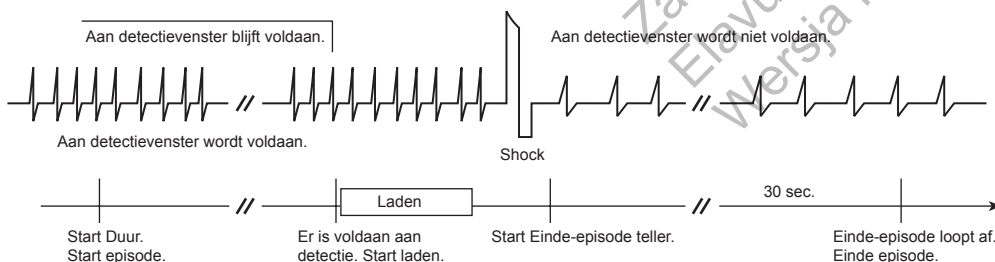 Aan detectievenster blijft voldaan.
Aan detectievenster wordt niet voldaan.
Aan detectievenster wordt voldaan.
Shock
Laden
30 sec.
Start Duur.
Start episode.
Er is voldaan aan
detectie. Start laden.
Start Einde-episode teller.
Einde-episode loopt af.
Einde episode.